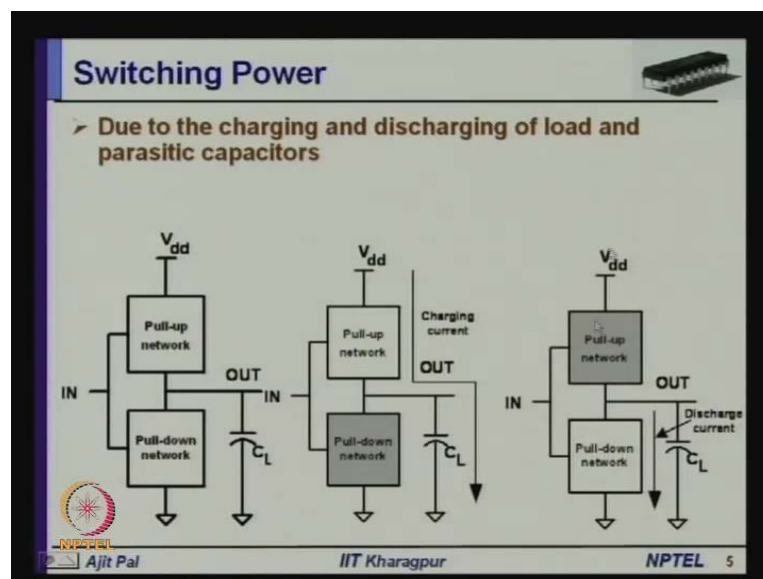 Switching Power
➢ Due to the charging and discharging of load and
parasitic capacitors
Vdd
Pull-up
network
OUT
IN
Pull-down
network
CL
Vdd
Charging
current
Pull-up
network
OUT
IN
Pull-down
network
CL
Vdd
Pull-up
network
OUT
IN
Discharge
current
Pull-down
network
CL
NPTEL
Ajit Pal
IIT Kharagpur
NPTEL 5